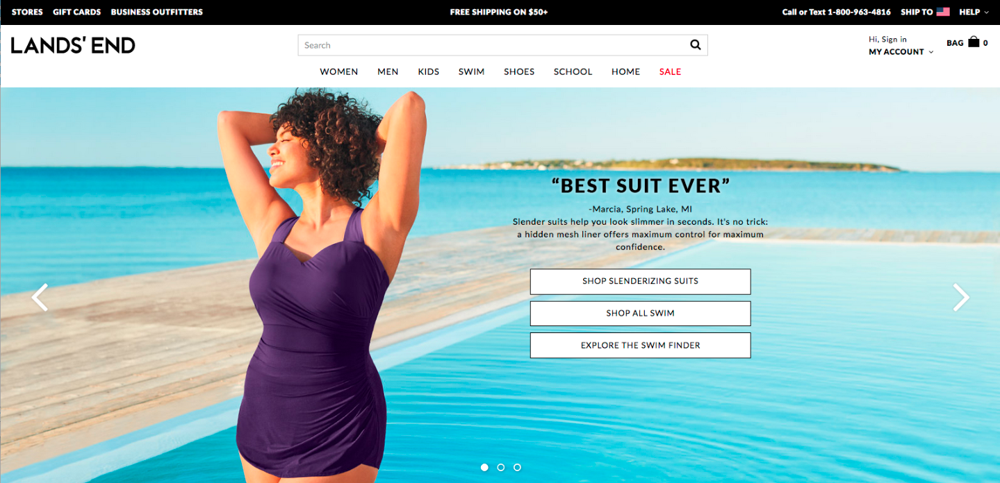 STORES GIFT CARDS BUSINESS OUTFITTERS
FREE SHIPPING ON $50+
Call or Text 1-800-963-4816 SHIP TO HELP
LANDS' END
Search
Hi, Sign in
MY ACCOUNT
BAG 0
WOMEN MEN KIDS SWIM SHOES SCHOOL HOME SALE
“BEST SUIT EVER”
-Marcia, Spring Lake, MI
Slender suits help you look slimmer in seconds. It's no trick:
a hidden mesh liner offers maximum control for maximum
confidence.
SHOP SLENDERIZING SUITS
SHOP ALL SWIM
EXPLORE THE SWIM FINDER